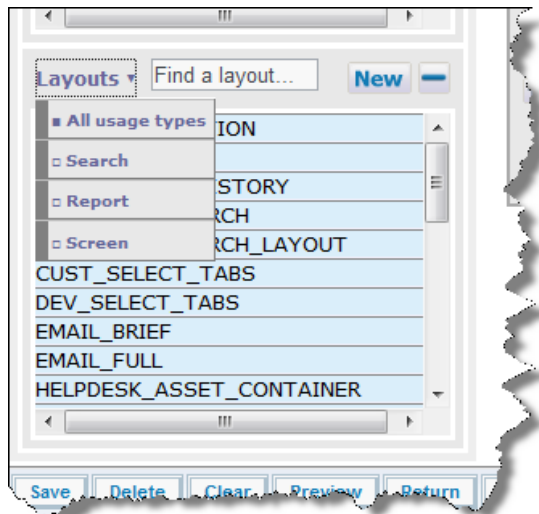 Layouts Find a layout... New
All usage types
TION
Search
STORY
Report
RCH
Screen
RCH_LAYOUT
CUST_SELECT_TABS
DEV_SELECT_TABS
EMAIL_BRIEF
EMAIL_FULL
HELPDESK_ASSET_CONTAINER
Save Delete Clear Preview Return